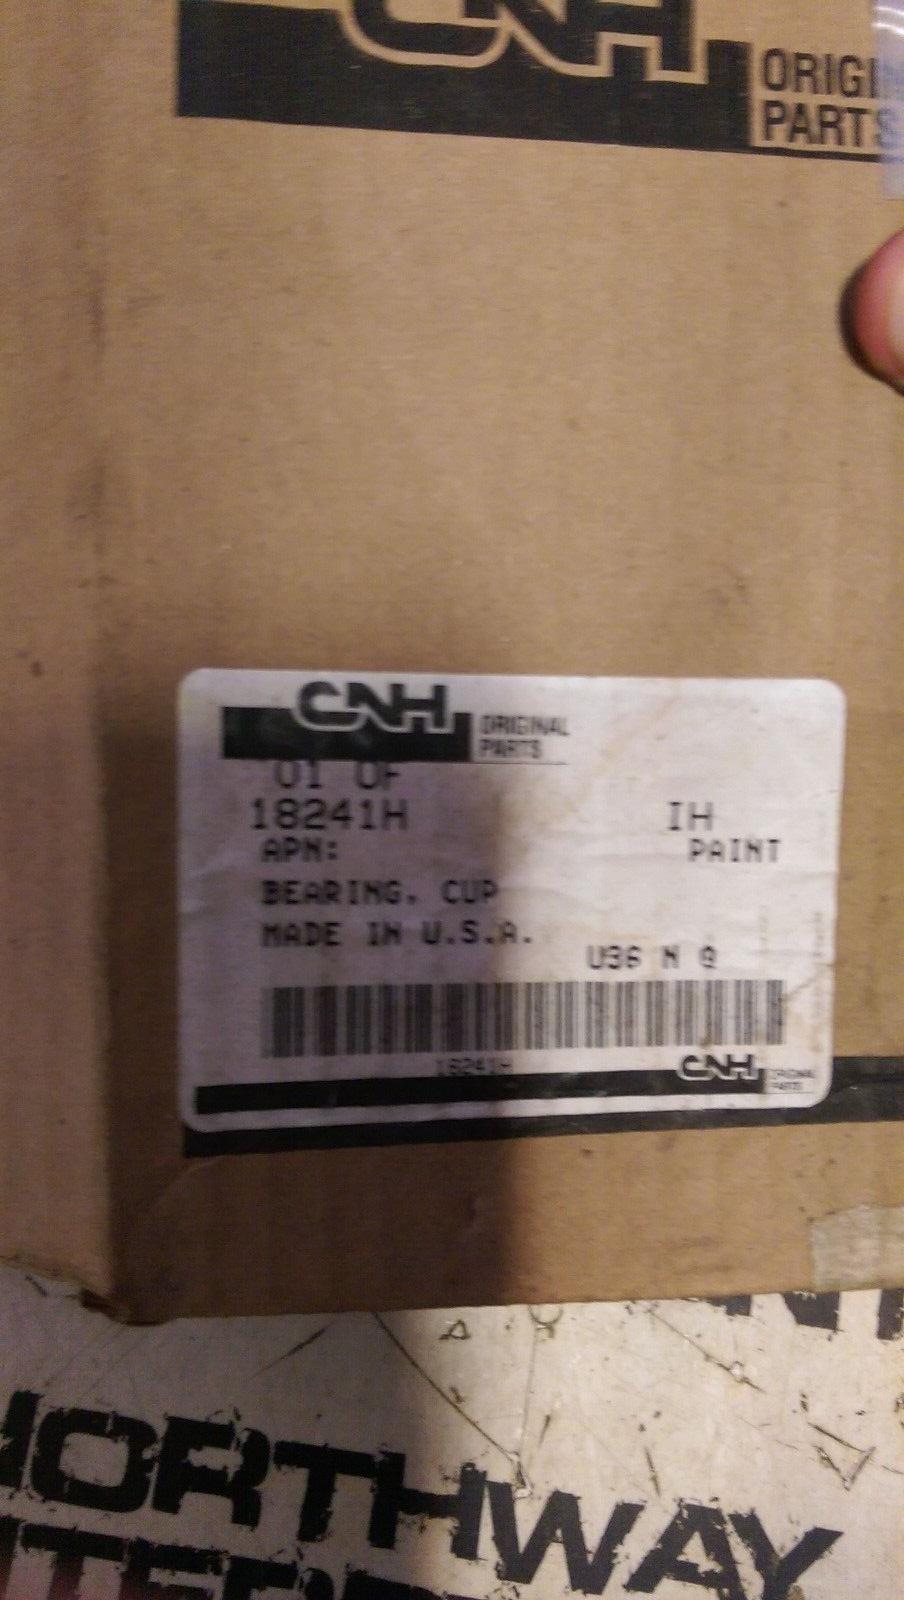 CNH
ORIGI
PARTS
CNH
ORIGINAL
PARTS
01 OF
18241H IH
APN: PAINT
BEARING, CUP
MADE IN U.S.A.
U36 N Q
18241H
CNH
ORIGINAL
PARTS
NORTHWAY